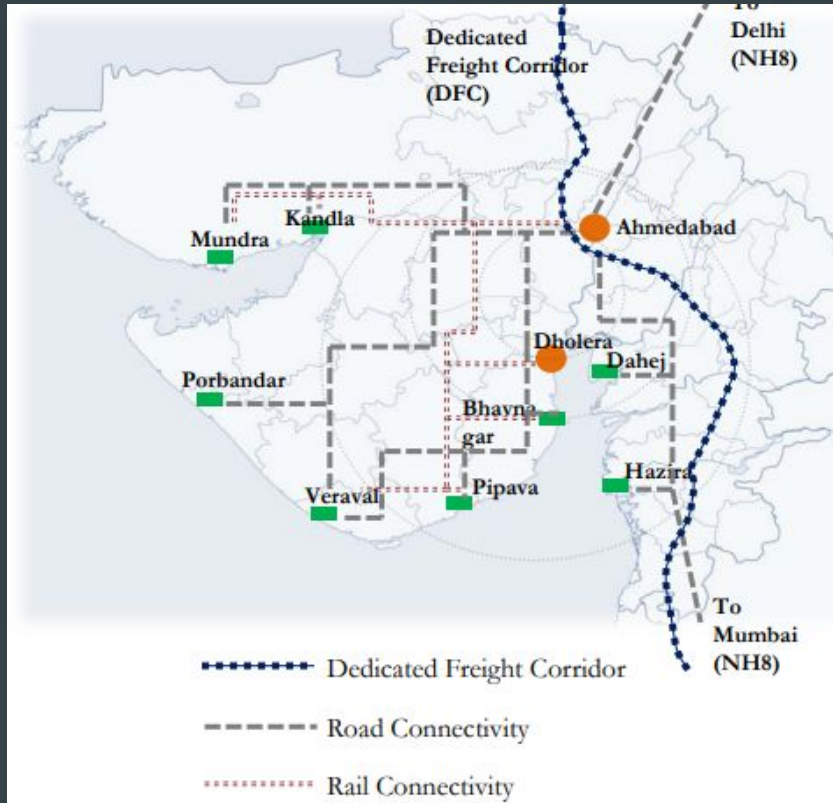 To
Delhi
(NH8)
Dedicated
Freight Corridor
(DFC)
Ahmedabad
Kandla
Mundra
Dholera
Dahej
Porbandar
Bhavna
gar
Hazira
Veraval
Pipava
To
Mumbai
(NH8)
Dedicated Freight Corridor
Road Connectivity
Rail Connectivity